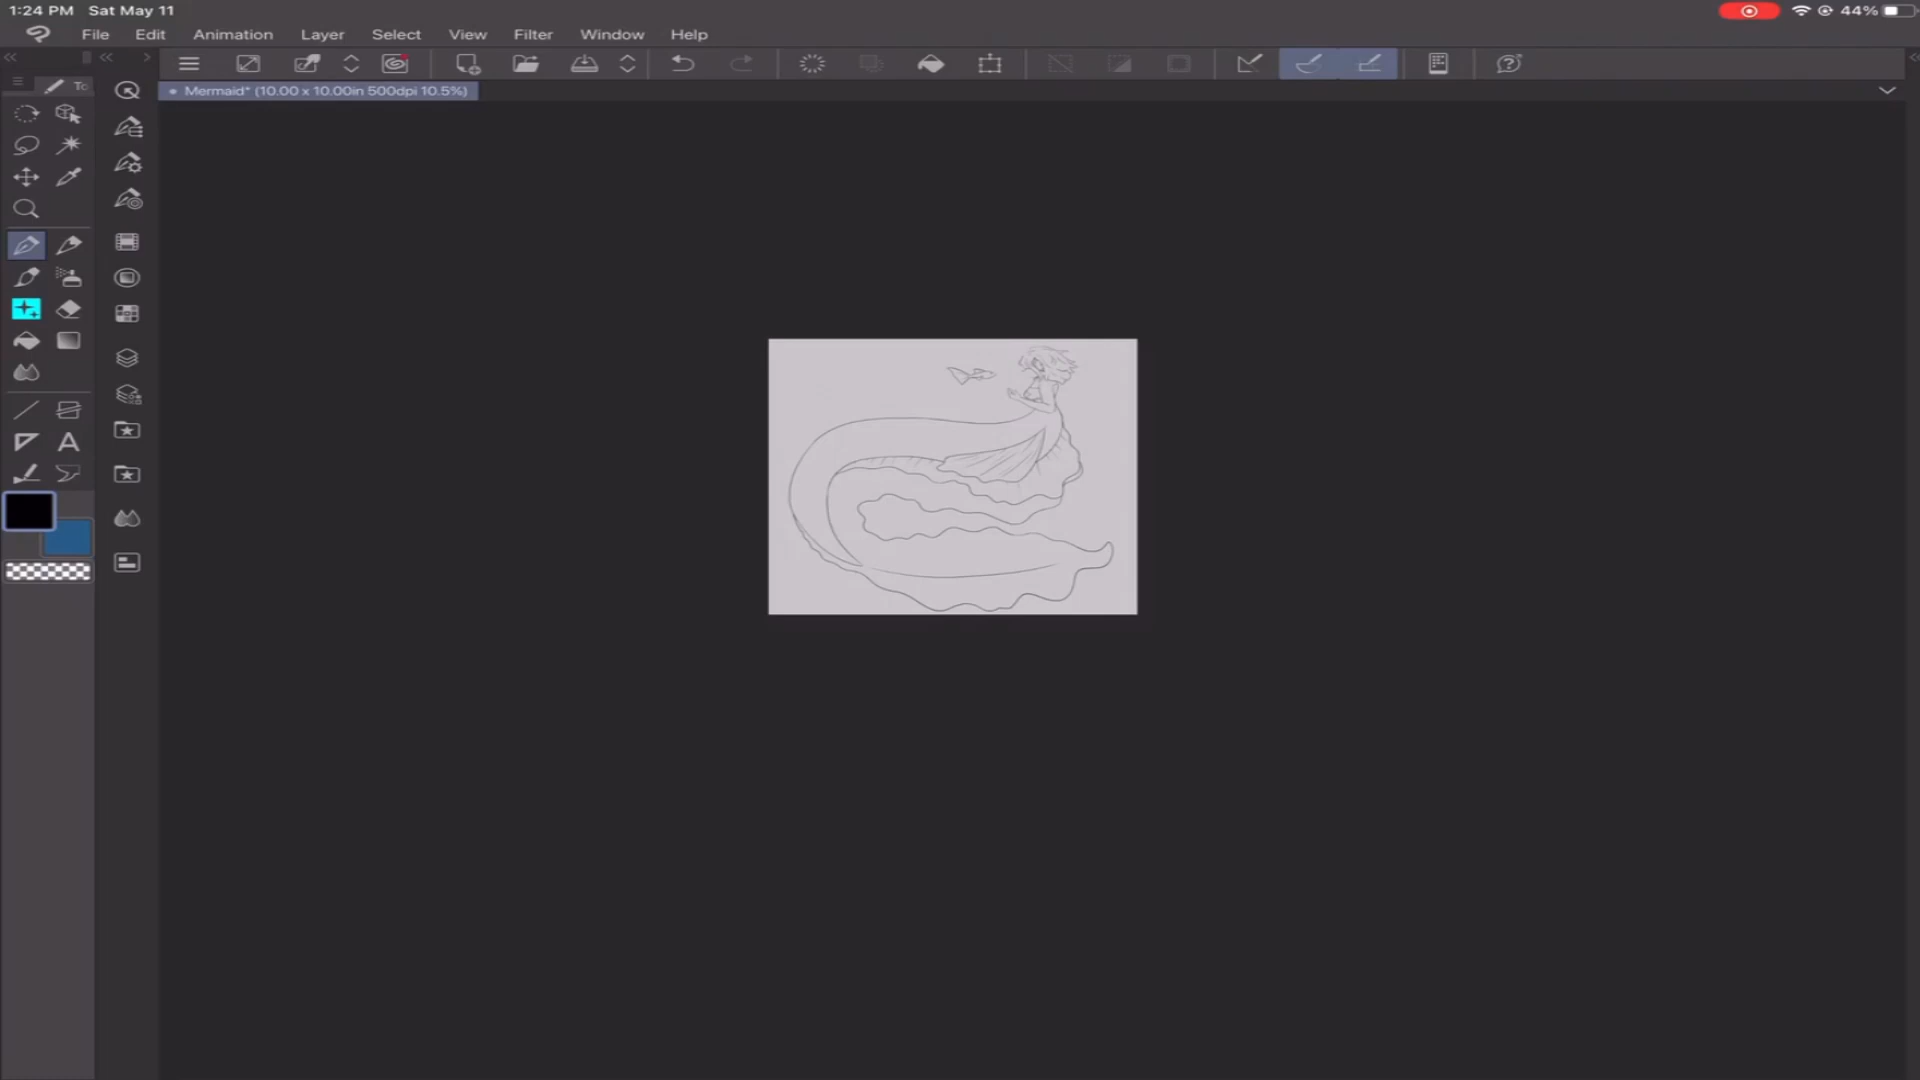 1:24 PM Sat May 11 44%
File Edit Animation Layer Select View Filter Window Help
To
Mermaid* (10.00 x 10.00in 500dpi 10.5%)
A